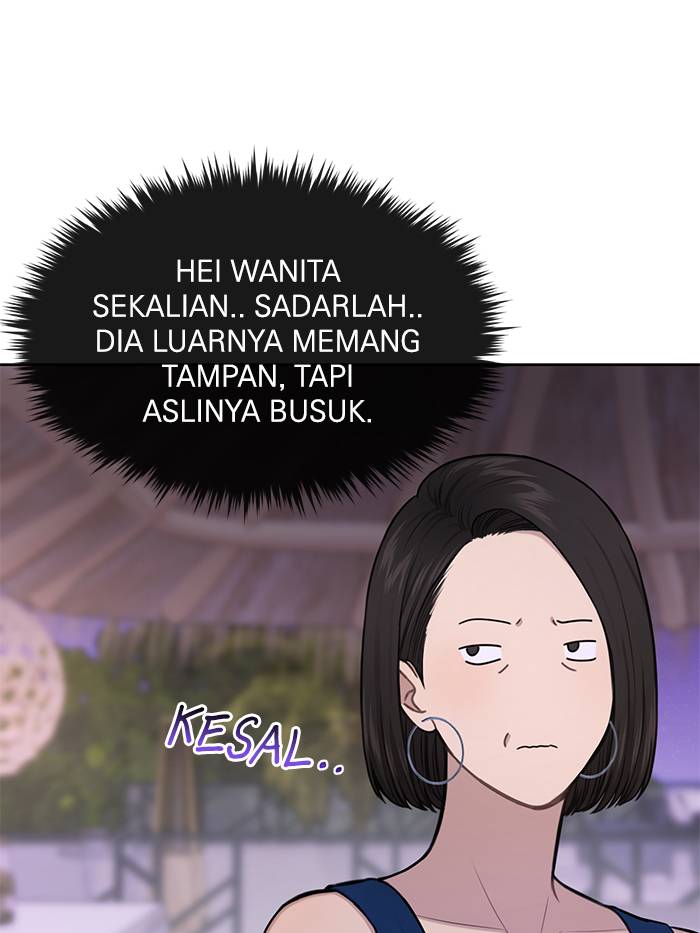 HEI WANITA
SEKALIAN.. SADARLAH..
DIA LUARNYA MEMANG
TAMPAN, TAPI
ASLINYA BUSUK.
KESAL..